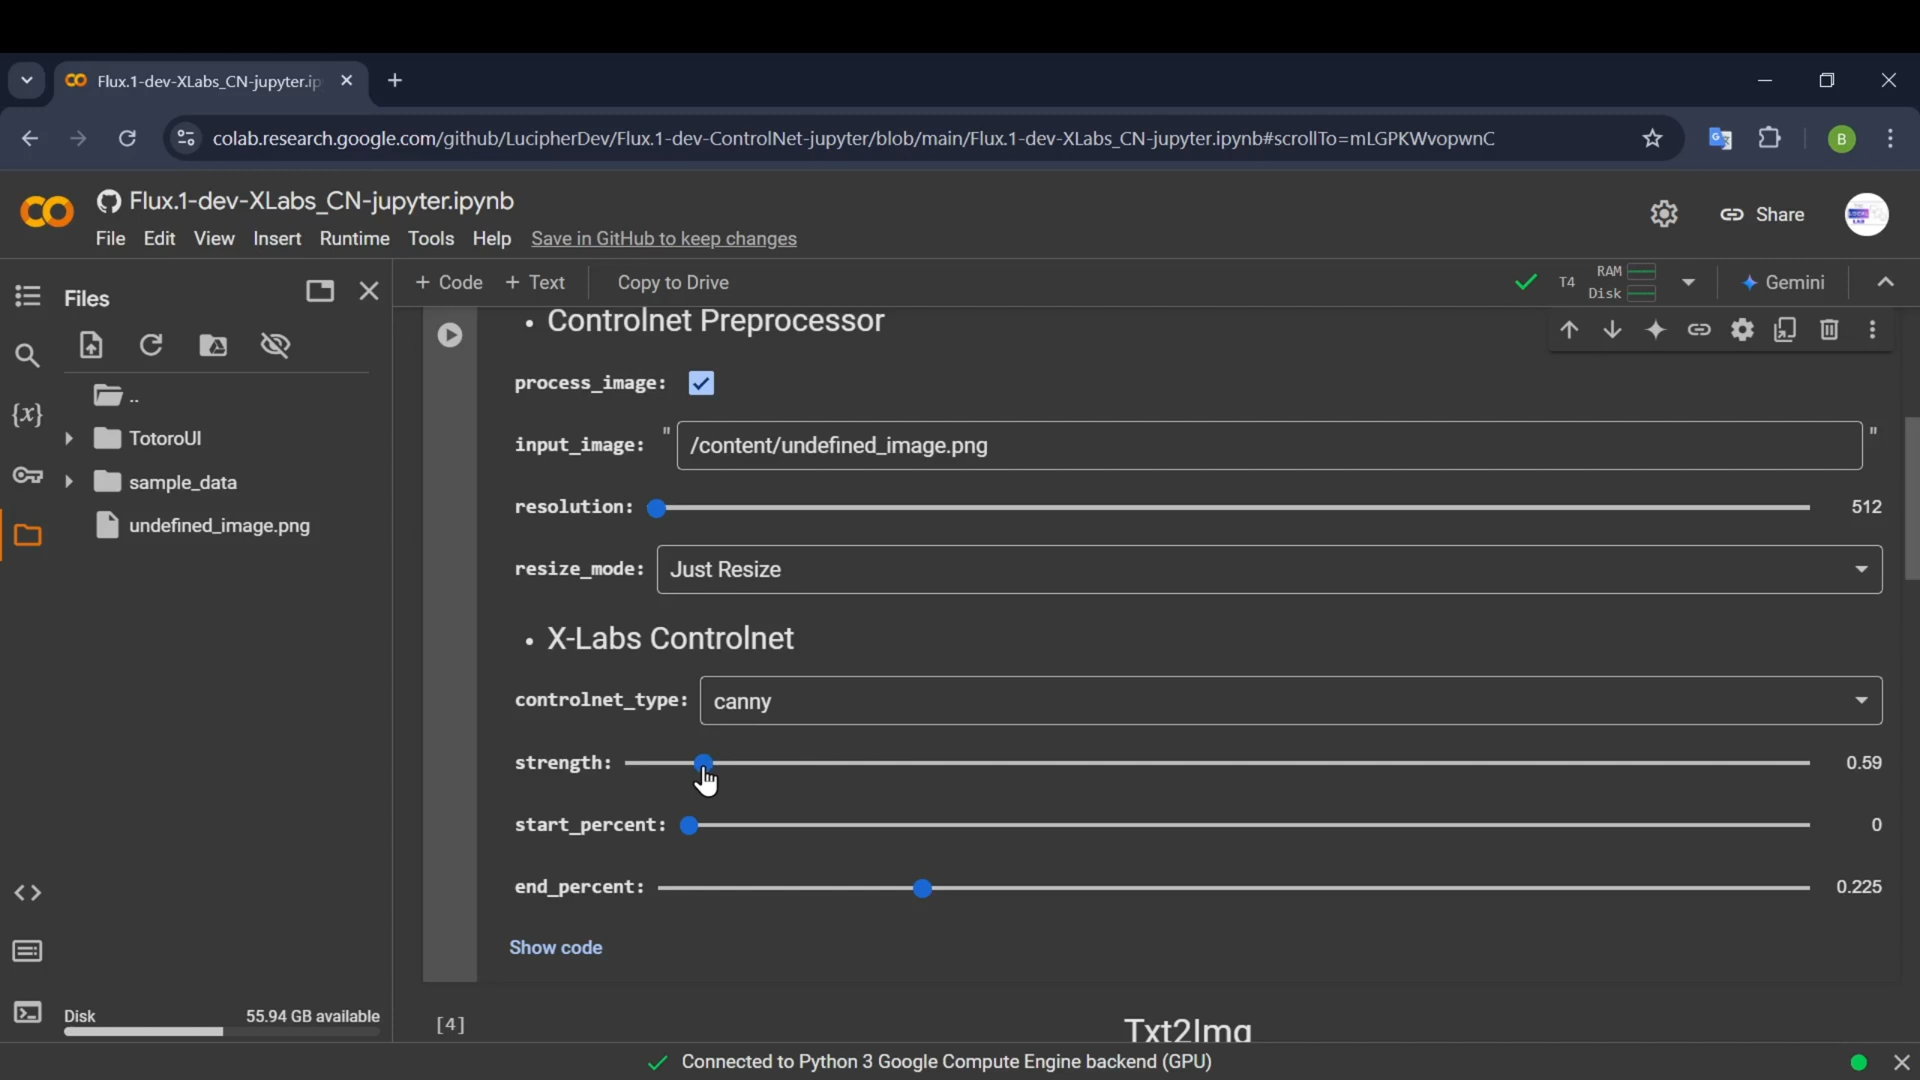 Flux.1-dev-XLabs_CN-jupyter.ip
colab.research.google.com/github/LucipherDev/Flux.1-dev-ControlNet-jupyter/blob/main/Flux.1-dev-XLabs_CN-jupyter.ipynb#scrollTo=mLGPKWvopwnC
B
Flux.1-dev-XLabs_CN-jupyter.ipynb
File Edit View Insert Runtime Tools Help Save in GitHub to keep changes
Share
Files
+ Code + Text Copy to Drive
T4 RAM
Disk
Gemini
..
TotoroUI
sample_data
undefined_image.png
{x}
Disk 55.94 GB available
• Controlnet Preprocessor
process_image:
input_image: " /content/undefined_image.png "
resolution: 512
resize_mode: Just Resize
• X-Labs Controlnet
controlnet_type: canny
strength: 0.59
start_percent: 0
end_percent: 0.225
Show code
[4] Txt2Img
Connected to Python 3 Google Compute Engine backend (GPU)